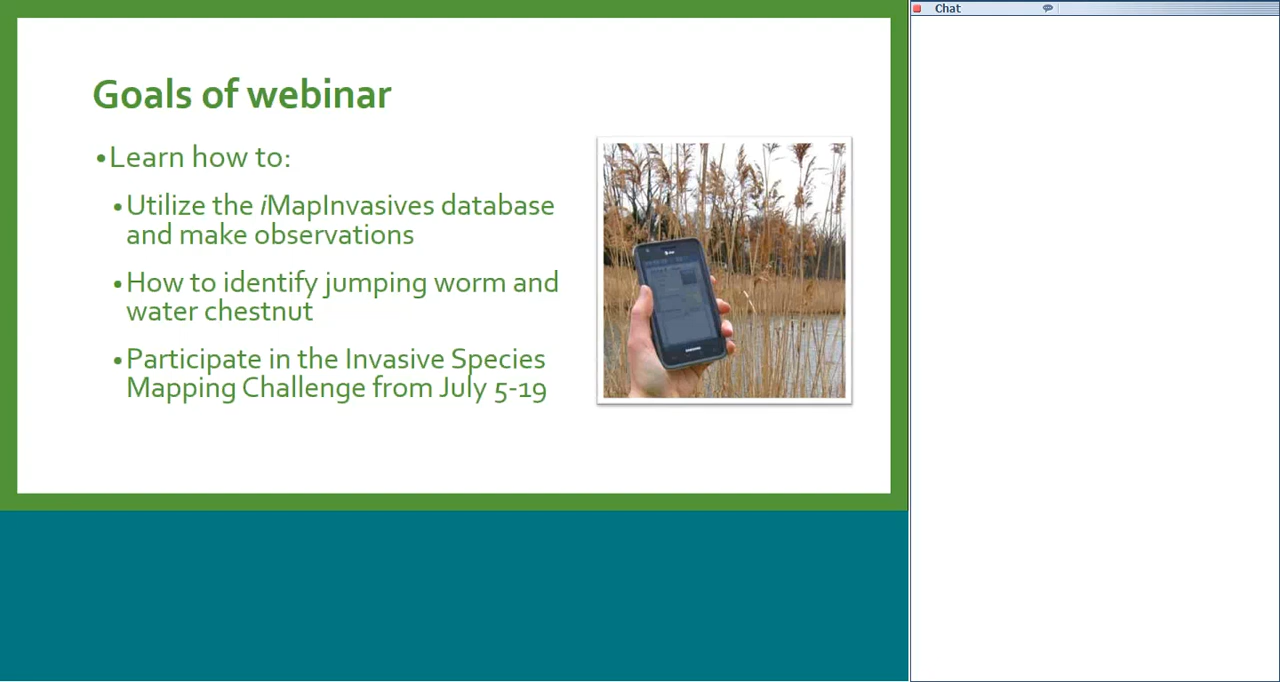 Chat
Goals of webinar
•Learn how to:
•Utilize the iMapInvasives database
and make observations
•How to identify jumping worm and
water chestnut
•Participate in the Invasive Species
Mapping Challenge from July 5-19
SAMSUNG